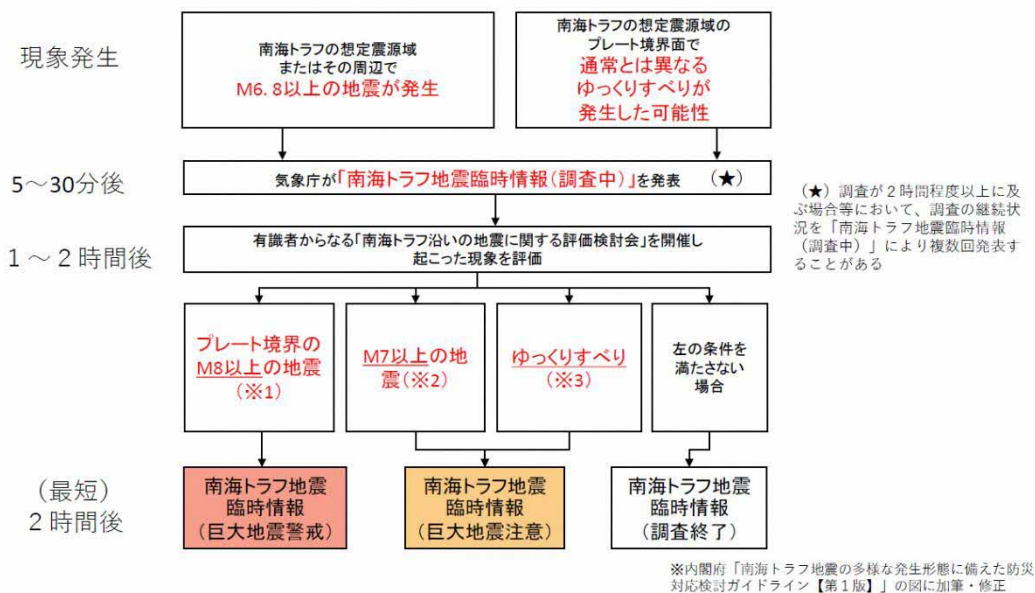 現象発生
南海トラフの想定震源域
またはその周辺で
M6.8以上の地震が発生
南海トラフの想定震源域の
プレート境界面で
通常とは異なる
ゆっくりすべりが
発生した可能性
5～30分後
気象庁が「南海トラフ地震臨時情報(調査中)」を発表 (★)
(★)調査が2時間程度以上に及
ぶ場合等において、調査の継続状
況を「南海トラフ地震臨時情報
(調査中)」により複数回発表す
ることがある
1～2時間後
有識者からなる「南海トラフ沿いの地震に関する評価検討会」を開催し
起こった現象を評価
プレート境界の
M8以上の地震
(※1)
M7以上の地
震(※2)
ゆっくりすべり
(※3)
左の条件を
満たさない
場合
(最短)
2時間後
南海トラフ地震
臨時情報
(巨大地震警戒)
南海トラフ地震
臨時情報
(巨大地震注意)
南海トラフ地震
臨時情報
(調査終了)
※内閣府「南海トラフ地震の多様な発生形態に備えた防災
対応検討ガイドライン【第1版】」の図に加筆・修正